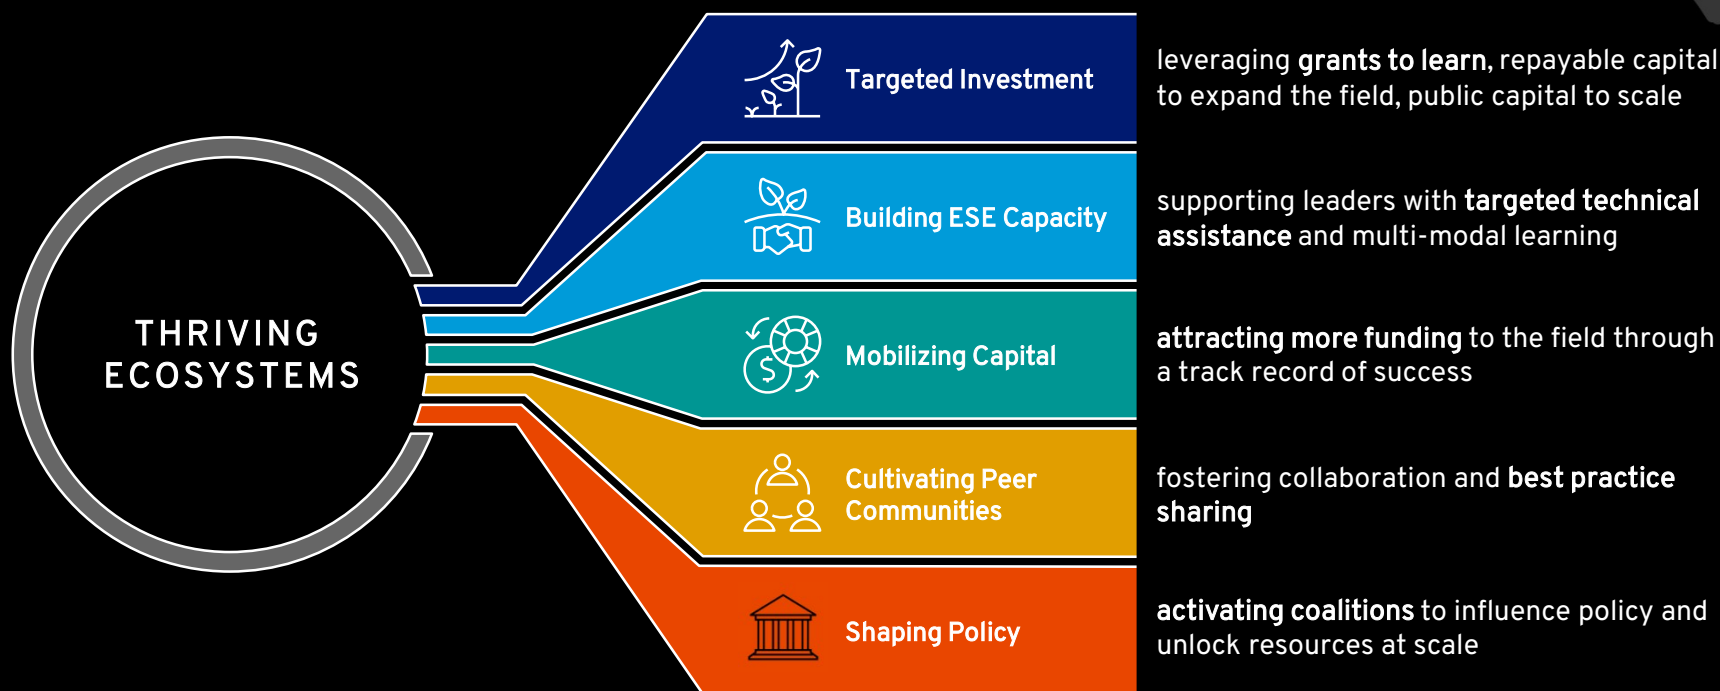 THRIVING
ECOSYSTEMS
Targeted Investment
leveraging grants to learn, repayable capital
to expand the field, public capital to scale
Building ESE Capacity
supporting leaders with targeted technical
assistance and multi-modal learning
$
Mobilizing Capital
attracting more funding to the field through
a track record of success
Cultivating Peer
Communities
fostering collaboration and best practice
sharing
Shaping Policy
activating coalitions to influence policy and
unlock resources at scale